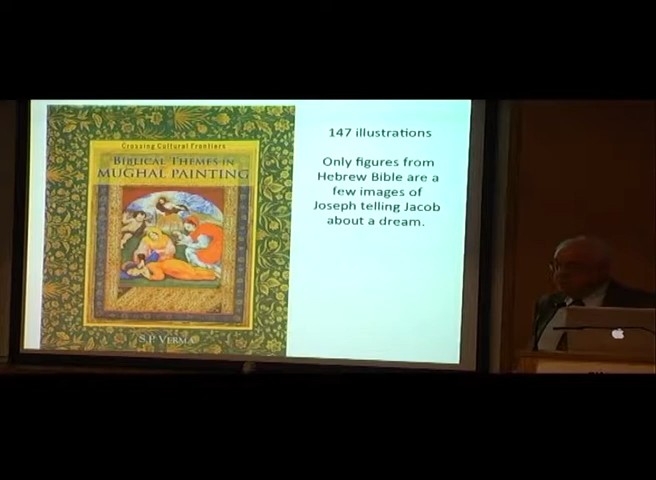 Crossing Cultural Frontiers
BIBLICAL THEMES IN
MUGHAL PAINTING
S.P. VERMA
147 illustrations
Only figures from
Hebrew Bible are a
few images of
Joseph telling Jacob
about a dream.